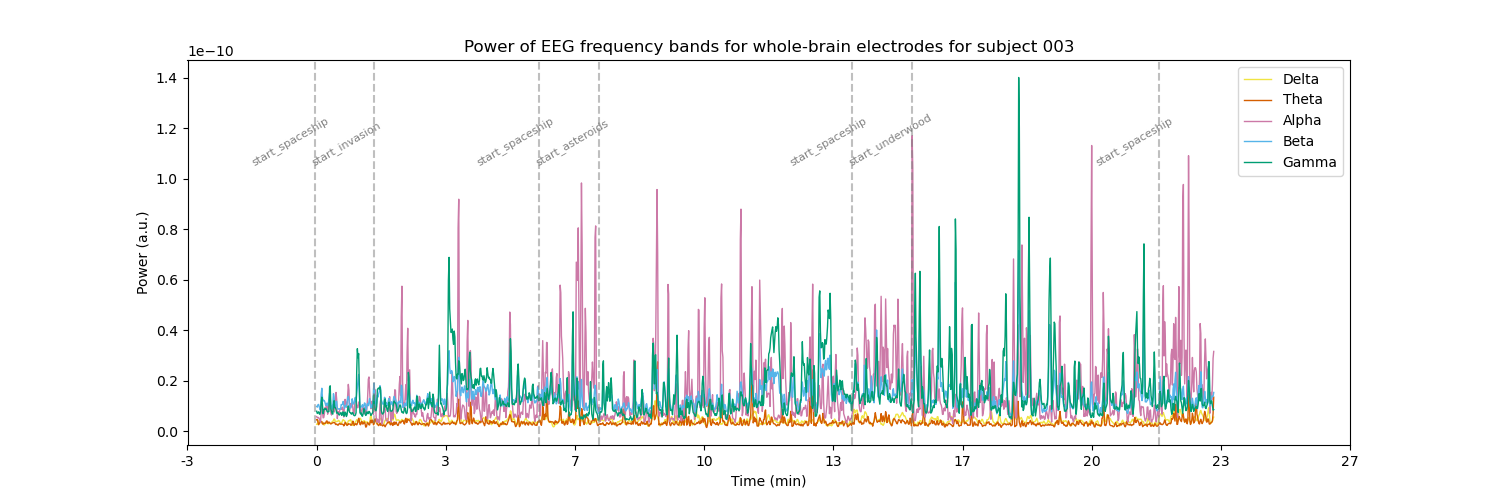 Power of EEG frequency bands for whole-brain electrodes for subject 003
1e−10
1.4
1.2
1.0
0.8
0.6
0.4
0.2
0.0
Power (a.u.)
start_spaceship
start_invasion
start_spaceship
start_asteroids
start_spaceship
start_underwood
start_spaceship
Delta
Theta
Alpha
Beta
Gamma
-3
0
3
7
10
13
17
20
23
27
Time (min)